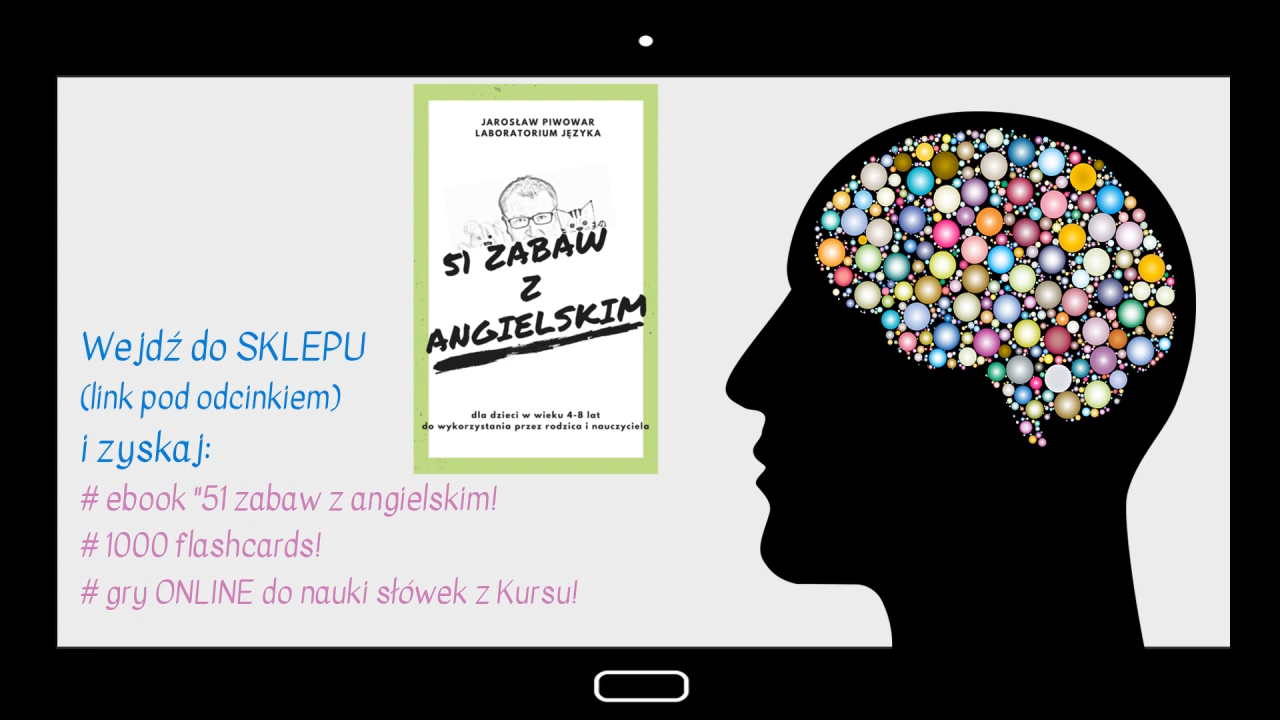 JAROSŁAW PIWOWAR
LABORATORIUM JĘZYKA
51 ZABAW
Z
ANGIELSKIM
dla dzieci w wieku 4-8 lat
do wykorzystania przez rodzica i nauczyciela
Wejdź do SKLEPU
(link pod odcinkiem)
i zyskaj:
# ebook "51 zabaw z angielskim!
# 1000 flashcards!
# gry ONLINE do nauki słówek z Kursu!